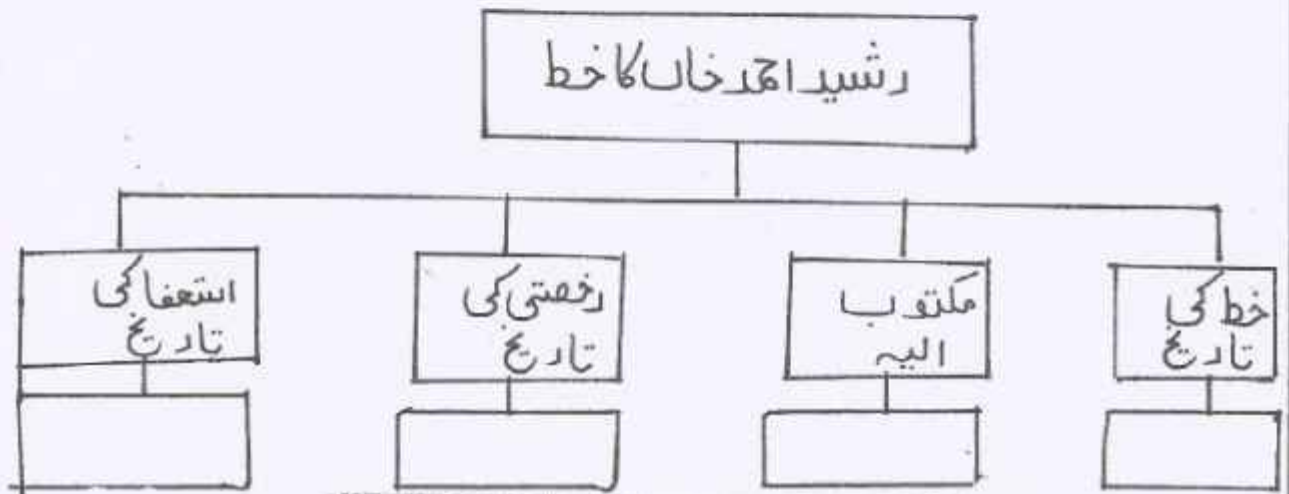 رشید احمد خاں کا خط
خط کی
تاریخ
مکتوب
الیہ
رخصتی کی
تاریخ
استعفا کی
تاریخ